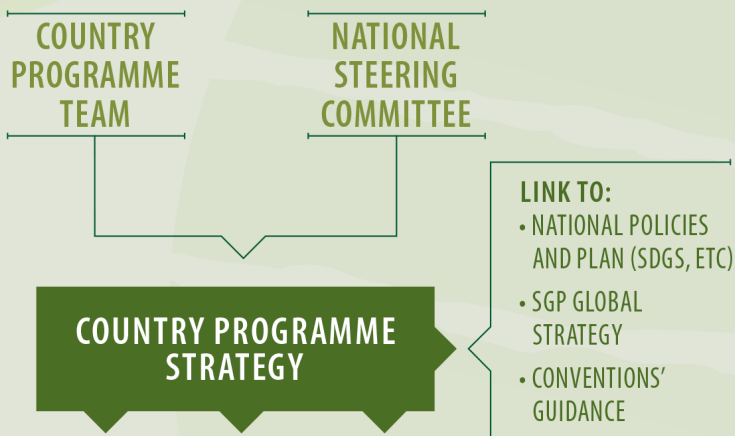 COUNTRY
PROGRAMME
TEAM
NATIONAL
STEERING
COMMITTEE
LINK TO:
• NATIONAL POLICIES
AND PLAN (SDGS, ETC)
• SGP GLOBAL
STRATEGY
• CONVENTIONS’
GUIDANCE
COUNTRY PROGRAMME
STRATEGY